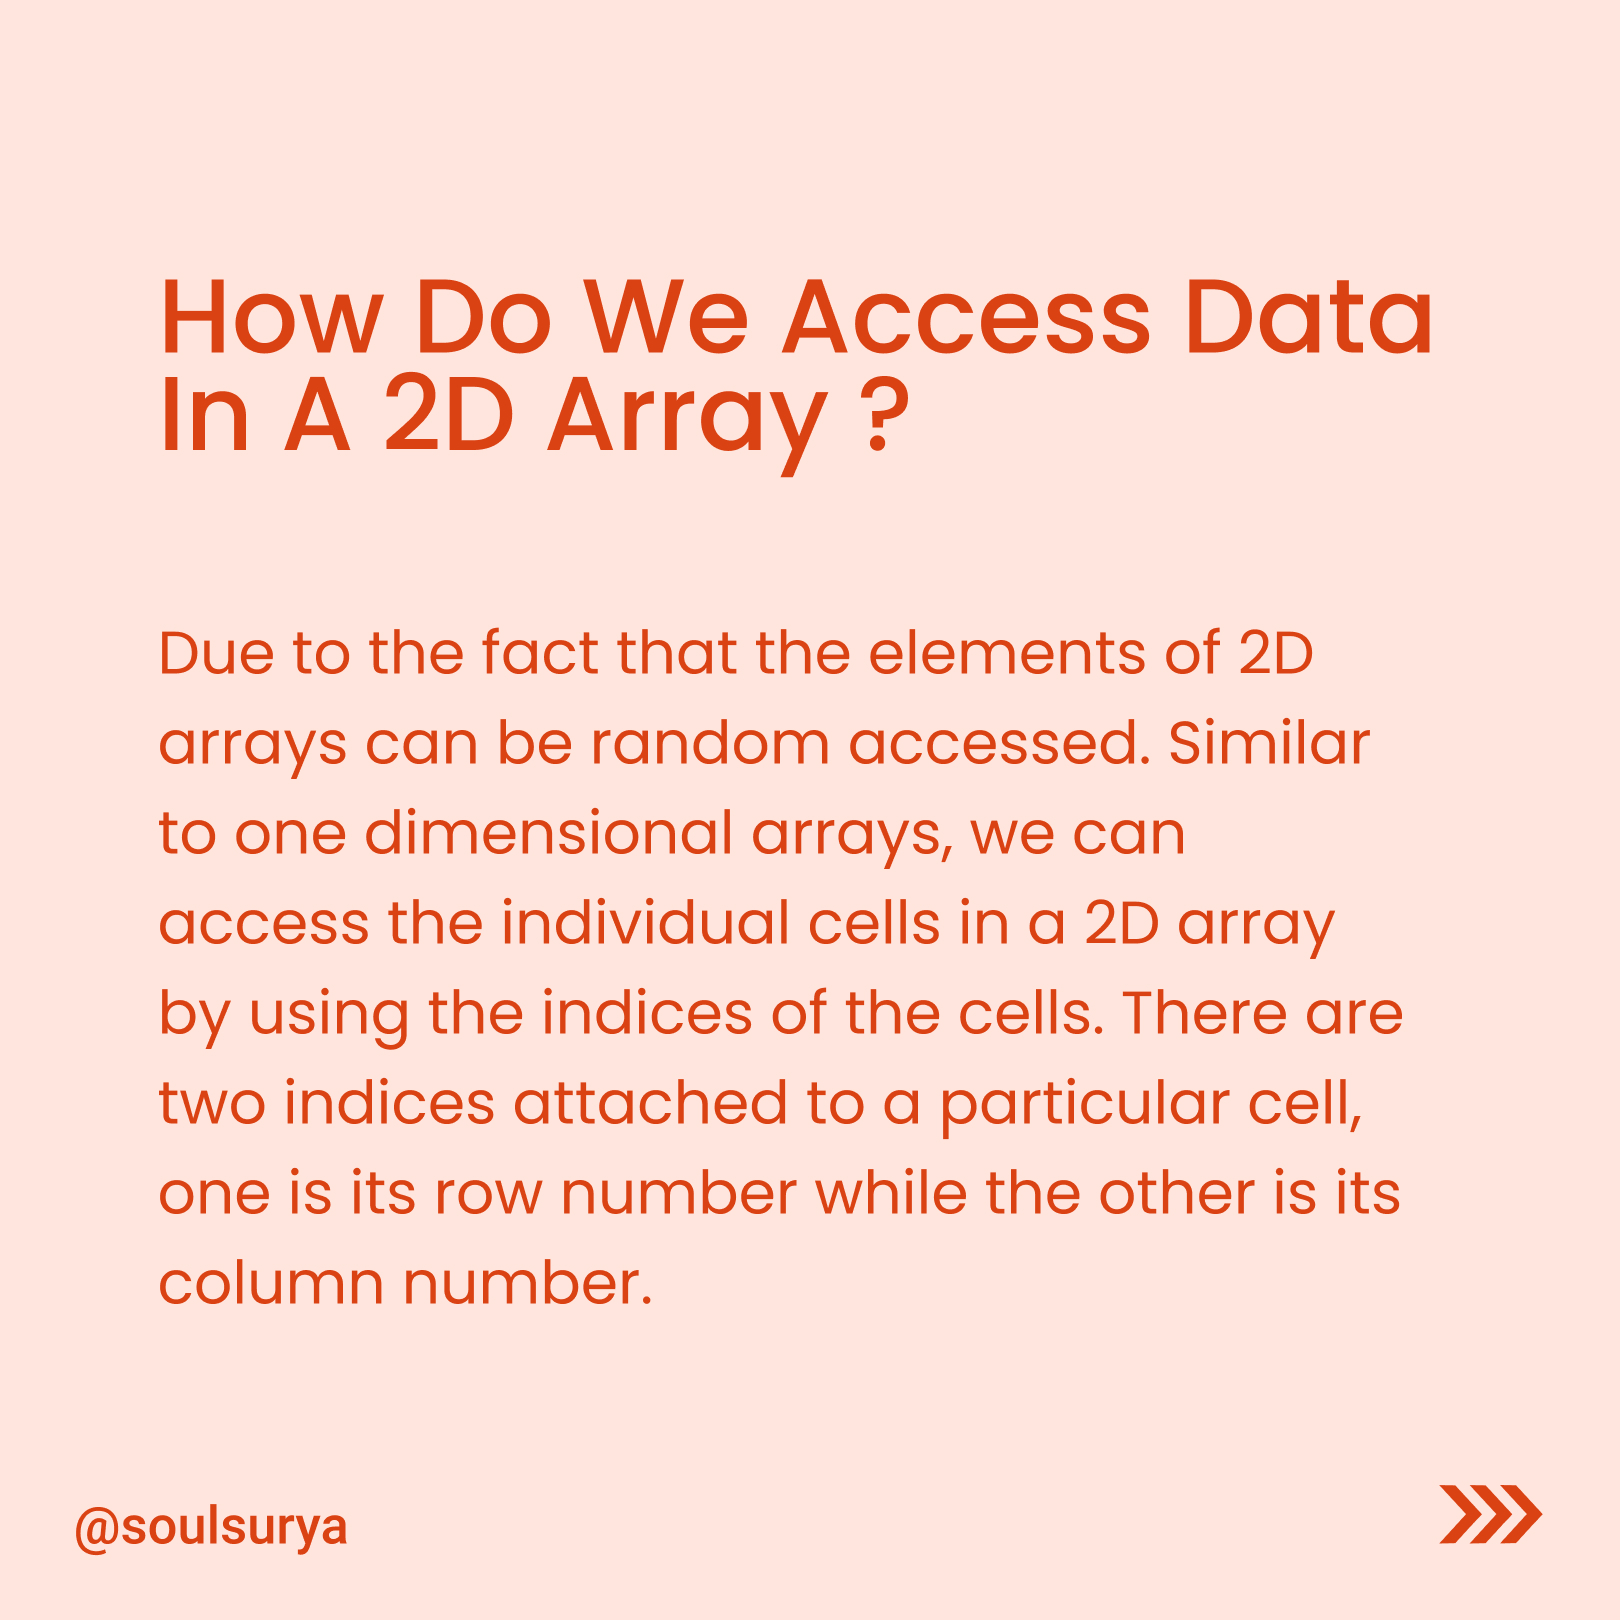 How Do We Access Data
In A 2D Array ?
Due to the fact that the elements of 2D
arrays can be random accessed. Similar
to one dimensional arrays, we can
access the individual cells in a 2D array
by using the indices of the cells. There are
two indices attached to a particular cell,
one is its row number while the other is its
column number.
@soulsurya